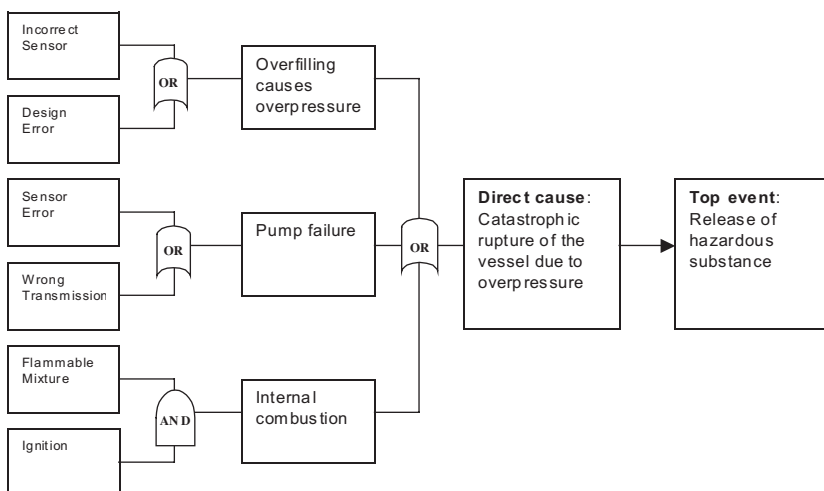 Incorrect
Sensor
OR
Design
Error
Overfilling
causes
overpressure
Sensor
Error
OR
Wrong
Transmission
Pump failure
Flammable
Mixture
AND
Ignition
Internal
combustion
OR
Direct cause:
Catastrophic
rupture of the
vessel due to
overpressure
Top event:
Release of
hazardous
substance